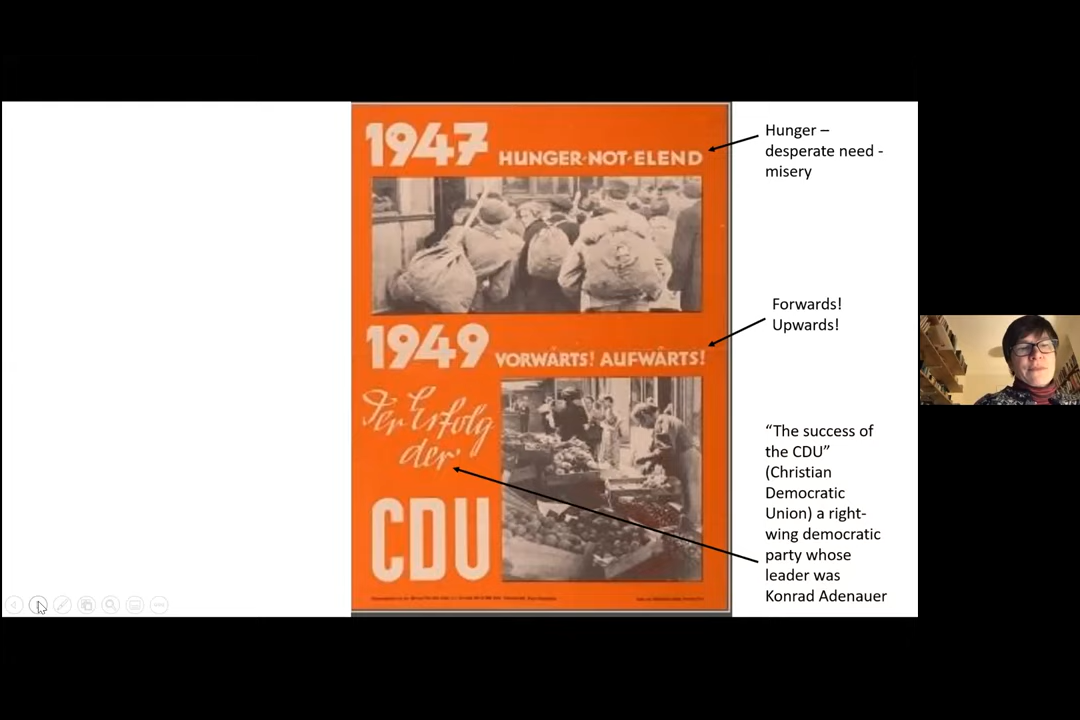 1947 HUNGER·NOT·ELEND
1949 VORWÄRTS! AUFWÄRTS!
Der Erfolg
der
CDU
Hunger –
desperate need -
misery
Forwards!
Upwards!
“The success of
the CDU”
(Christian
Democratic
Union) a right-
wing democratic
party whose
leader was
Konrad Adenauer